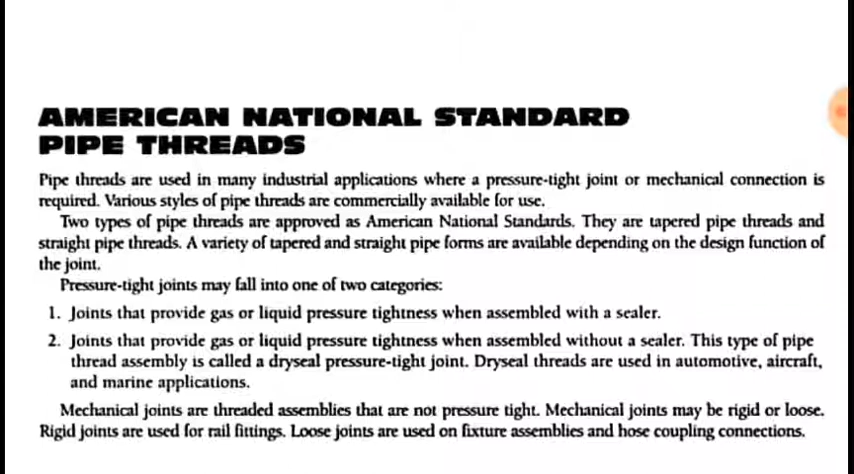 AMERICAN NATIONAL STANDARD
PIPE THREADS
Pipe threads are used in many industrial applications where a pressure-tight joint or mechanical connection is
required. Various styles of pipe threads are commercially available for use.
Two types of pipe threads are approved as American National Standards. They are tapered pipe threads and
straight pipe threads. A variety of tapered and straight pipe forms are available depending on the design function of
the joint.
Pressure-tight joints may fall into one of two categories:
1. Joints that provide gas or liquid pressure tightness when assembled with a sealer.
2. Joints that provide gas or liquid pressure tightness when assembled without a sealer. This type of pipe
thread assembly is called a dryseal pressure-tight joint. Dryseal threads are used in automotive, aircraft,
and marine applications.
Mechanical joints are threaded assemblies that are not pressure tight. Mechanical joints may be rigid or loose.
Rigid joints are used for rail fittings. Loose joints are used on fixture assemblies and hose coupling connections.